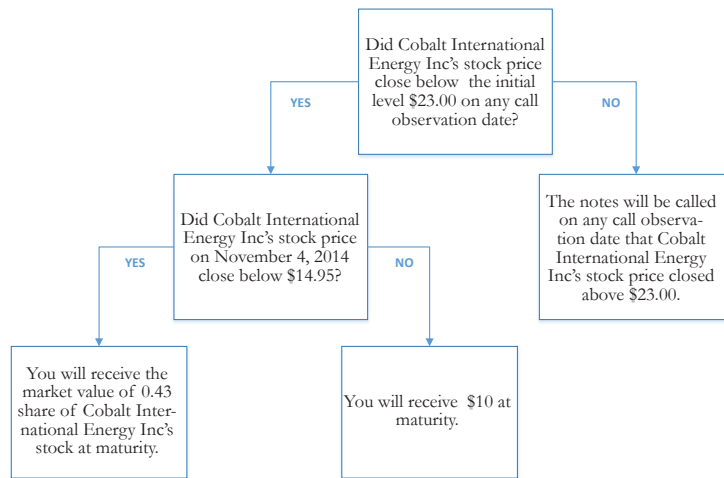 Did Cobalt International
Energy Inc's stock price
close below the initial
level $23.00 on any call
observation date?
YES
NO
Did Cobalt International
Energy Inc's stock price
on November 4, 2014
close below $14.95?
The notes will be called
on any call observa-
tion date that Cobalt
International Energy
Inc's stock price closed
above $23.00.
YES
NO
You will receive the
market value of 0.43
share of Cobalt Inter-
national Energy Inc's
stock at maturity.
You will receive $10 at
maturity.